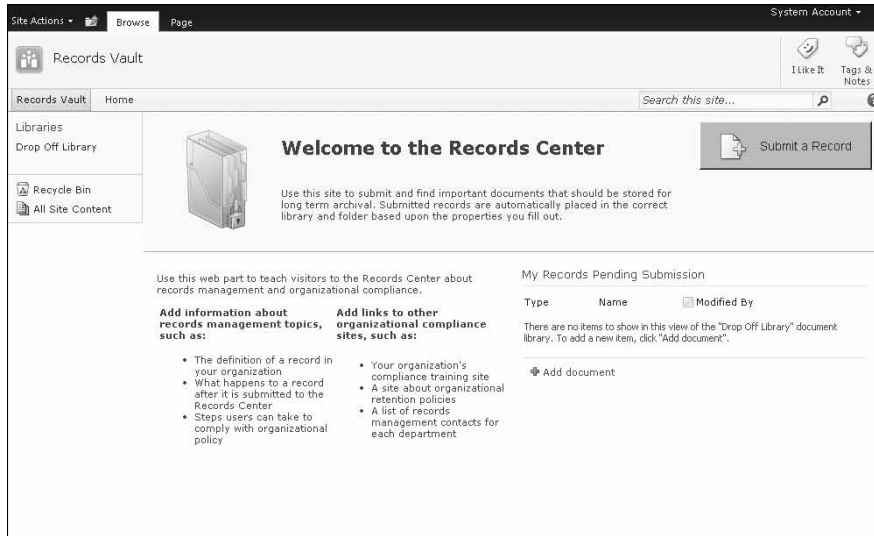 Site Actions
Browse
Page
System Account
Records Vault
I Like It
Tags &
Notes
Records Vault
Home
Search this site...
Libraries
Drop Off Library
Recycle Bin
All Site Content
Welcome to the Records Center
Use this site to submit and find important documents that should be stored for
long term archival. Submitted records are automatically placed in the correct
library and folder based upon the properties you fill out.
Submit a Record
Use this web part to teach visitors to the Records Center about
records management and organizational compliance.
Add information about
records management topics,
such as:
• The definition of a record in
your organization
• What happens to a record
after it is submitted to the
Records Center
• Steps users can take to
comply with organizational
policy
Add links to other
organizational compliance
sites, such as:
• Your organization's
compliance training site
• A site about organizational
retention policies
• A list of records
management contacts for
each department
My Records Pending Submission
Type Name Modified By
There are no items to show in this view of the "Drop Off Library" document
library. To add a new item, click "Add document".
Add document